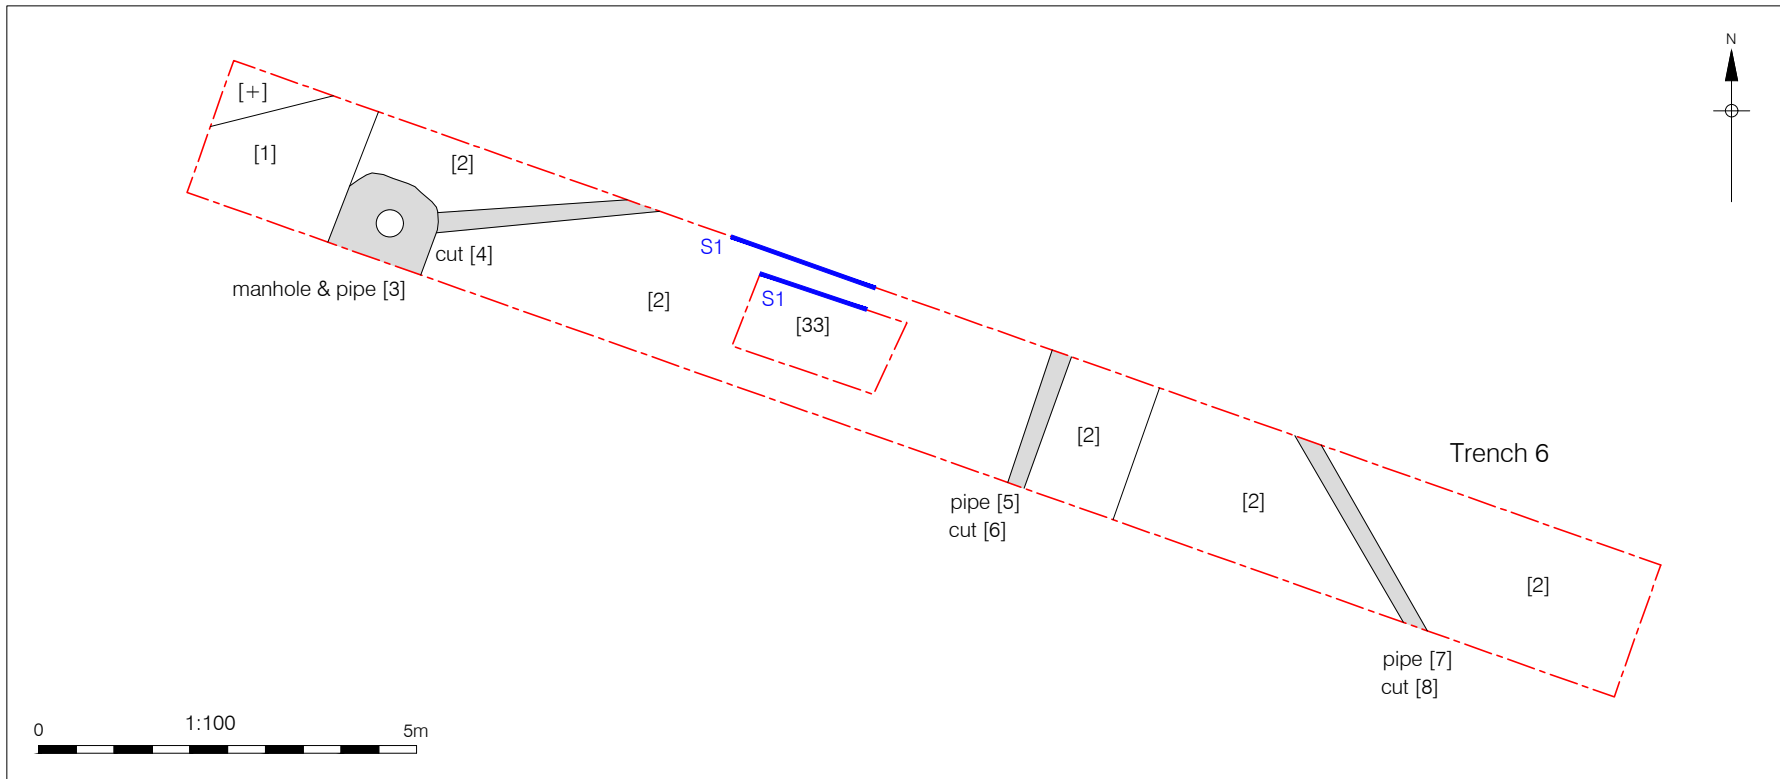 N
[+]
[1]
[2]
cut [4]
manhole & pipe [3]
S1
[2]
S1
[33]
[2]
pipe [5]
cut [6]
Trench 6
[2]
[2]
pipe [7]
cut [8]
0
1:100
5m